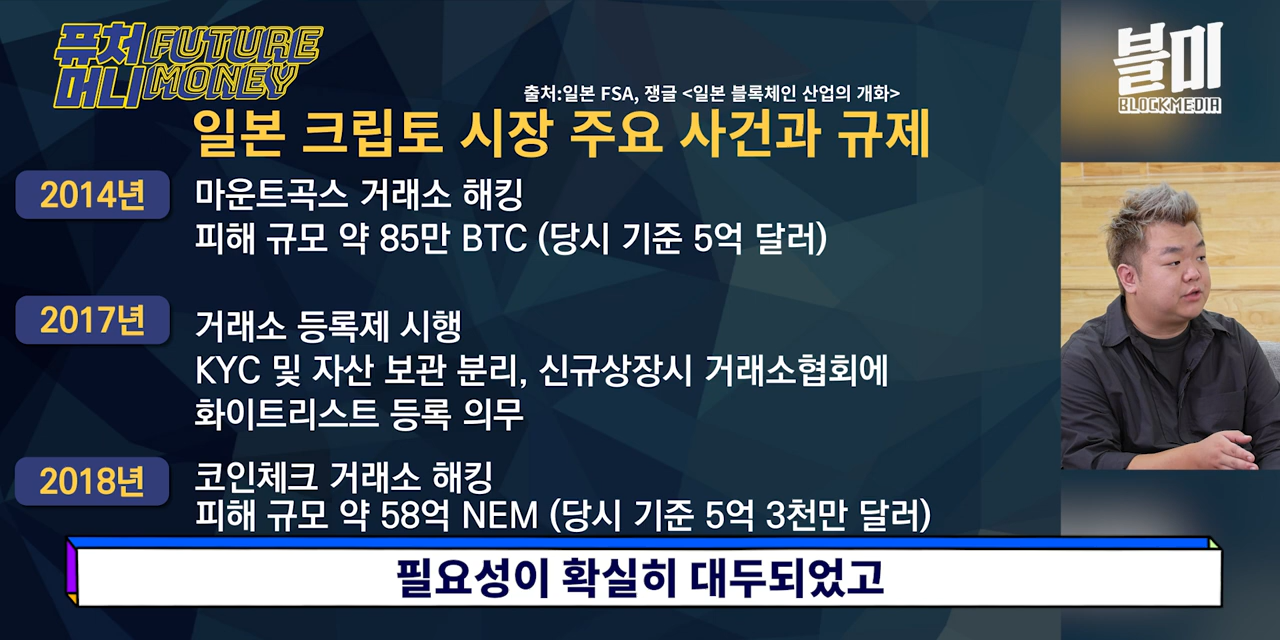 퓨처 FUTURE
머니 MONEY
블미
BLOCKMEDIA
출처:일본 FSA, 쟁글 <일본 블록체인 산업의 개화>
일본 크립토 시장 주요 사건과 규제
2014년
마운트곡스 거래소 해킹
피해 규모 약 85만 BTC (당시 기준 5억 달러)
2017년
거래소 등록제 시행
KYC 및 자산 보관 분리, 신규상장시 거래소협회에
화이트리스트 등록 의무
2018년
코인체크 거래소 해킹
피해 규모 약 58억 NEM (당시 기준 5억 3천만 달러)
필요성이 확실히 대두되었고